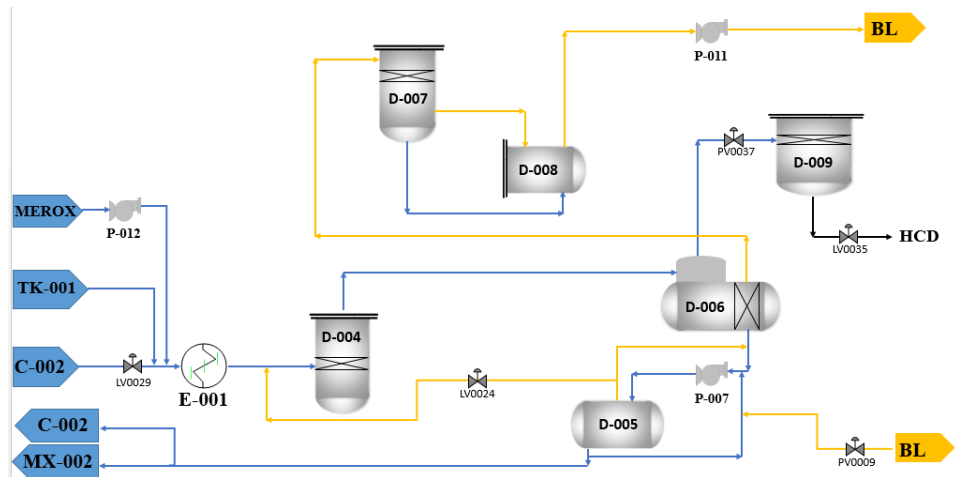 BL
P-011
D-007
D-008
PV0037
D-009
MEROX
P-012
LV0035
HCD
TK-001
D-006
D-004
C-002
LV0029
E-001
LV0024
P-007
D-005
C-002
MX-002
BL
PV0009